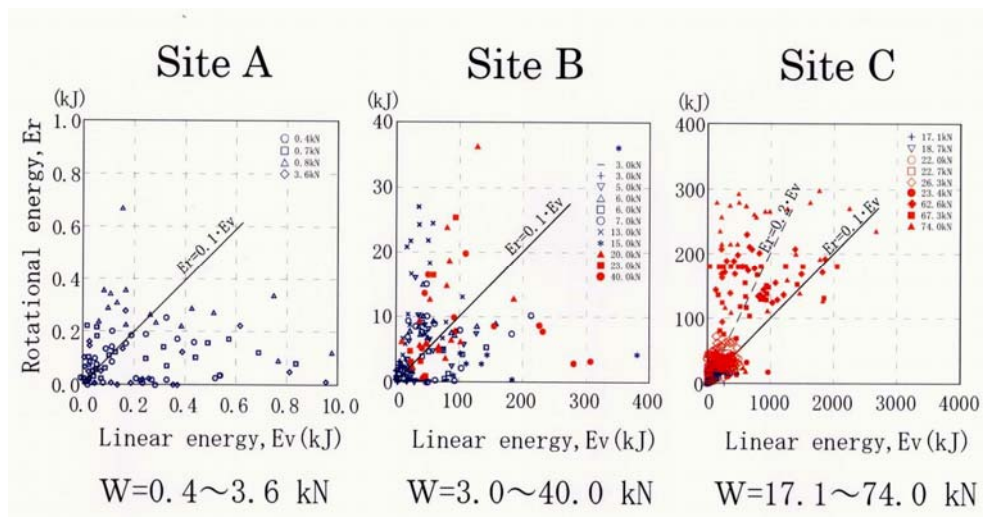 Site A
(kJ)
Rotational energy, Er
1.0
0.8
0.6
0.4
0.2
0.0
0.4kN
0.7kN
0.8kN
3.6kN
Er=0.1・Ev
0.0 0.2 0.4 0.6 10.0
Linear energy, Ev(kJ)
W=0.4～3.6 kN
Site B
(kJ)
40
30
20
10
0
3.0kN
3.0kN
5.0kN
6.0kN
6.0kN
7.0kN
13.0kN
15.0kN
20.0kN
23.0kN
40.0kN
Er=0.1・Ev
0 100 200 300 400
Linear energy, Ev(kJ)
W=3.0～40.0 kN
Site C
(kJ)
400
300
200
100
0
17.1kN
18.7kN
22.0kN
22.7kN
26.3kN
23.4kN
62.6kN
67.3kN
74.0kN
Er=0.2・Ev
Er=0.1・Ev
0 1000 2000 3000 4000
Linear energy, Ev(kJ)
W=17.1～74.0 kN